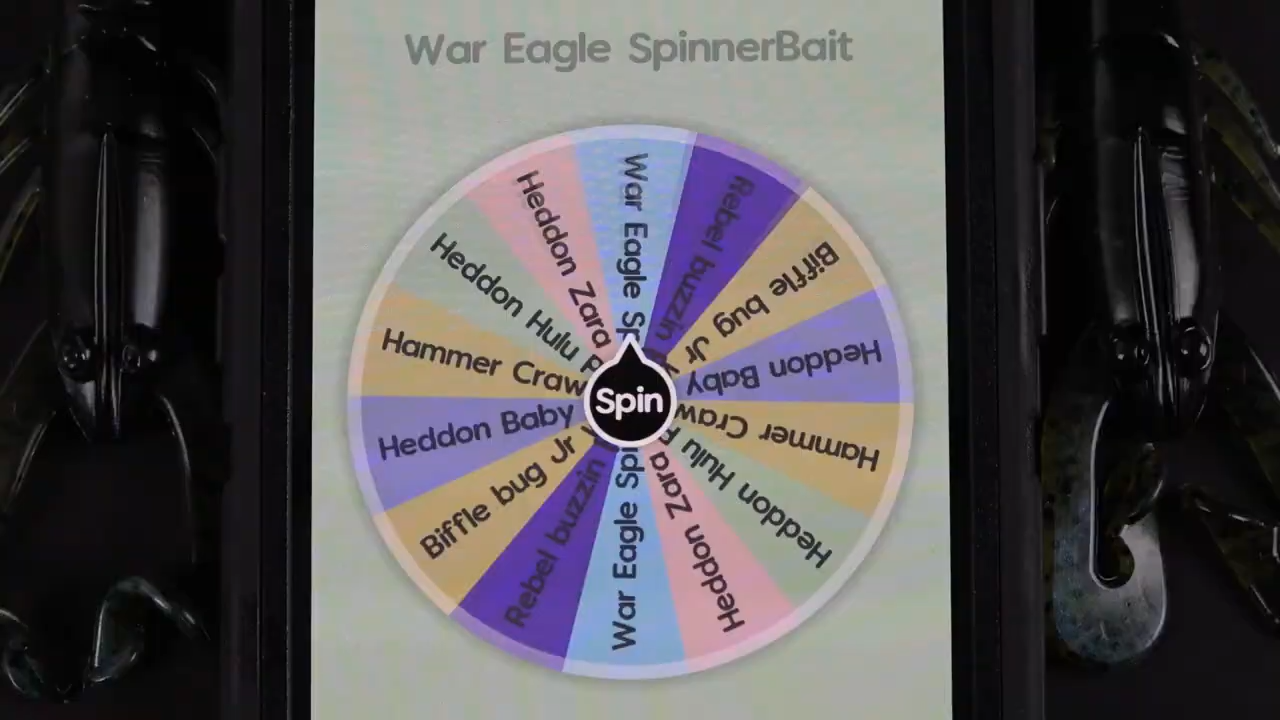 War Eagle SpinnerBait
War Eagle Sp
Rebel buzzin
Biffle bug Jr
Heddon Baby
Hammer Craw
Heddon Hulu P
Heddon Zara
War Eagle Spi
Rebel buzzin
Biffle bug Jr
Heddon Baby
Hammer Craw
Heddon Hulu P
Heddon Zara
Spin